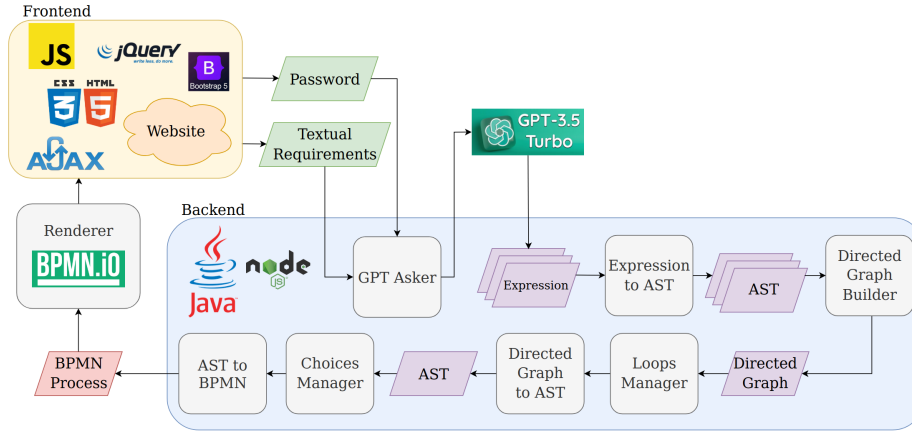 Frontend
JS
jQuery
write less, do more.
B
Bootstrap 5
CSS
3
HTML
5
Website
AJAX
Password
Textual
Requirements
GPT-3.5
Turbo
Renderer
BPMN.iO
Backend
Java
node
JS
GPT Asker
Expression
Expression
to AST
AST
Directed
Graph
Builder
BPMN
Process
AST to
BPMN
Choices
Manager
AST
Directed
Graph
to AST
Loops
Manager
Directed
Graph